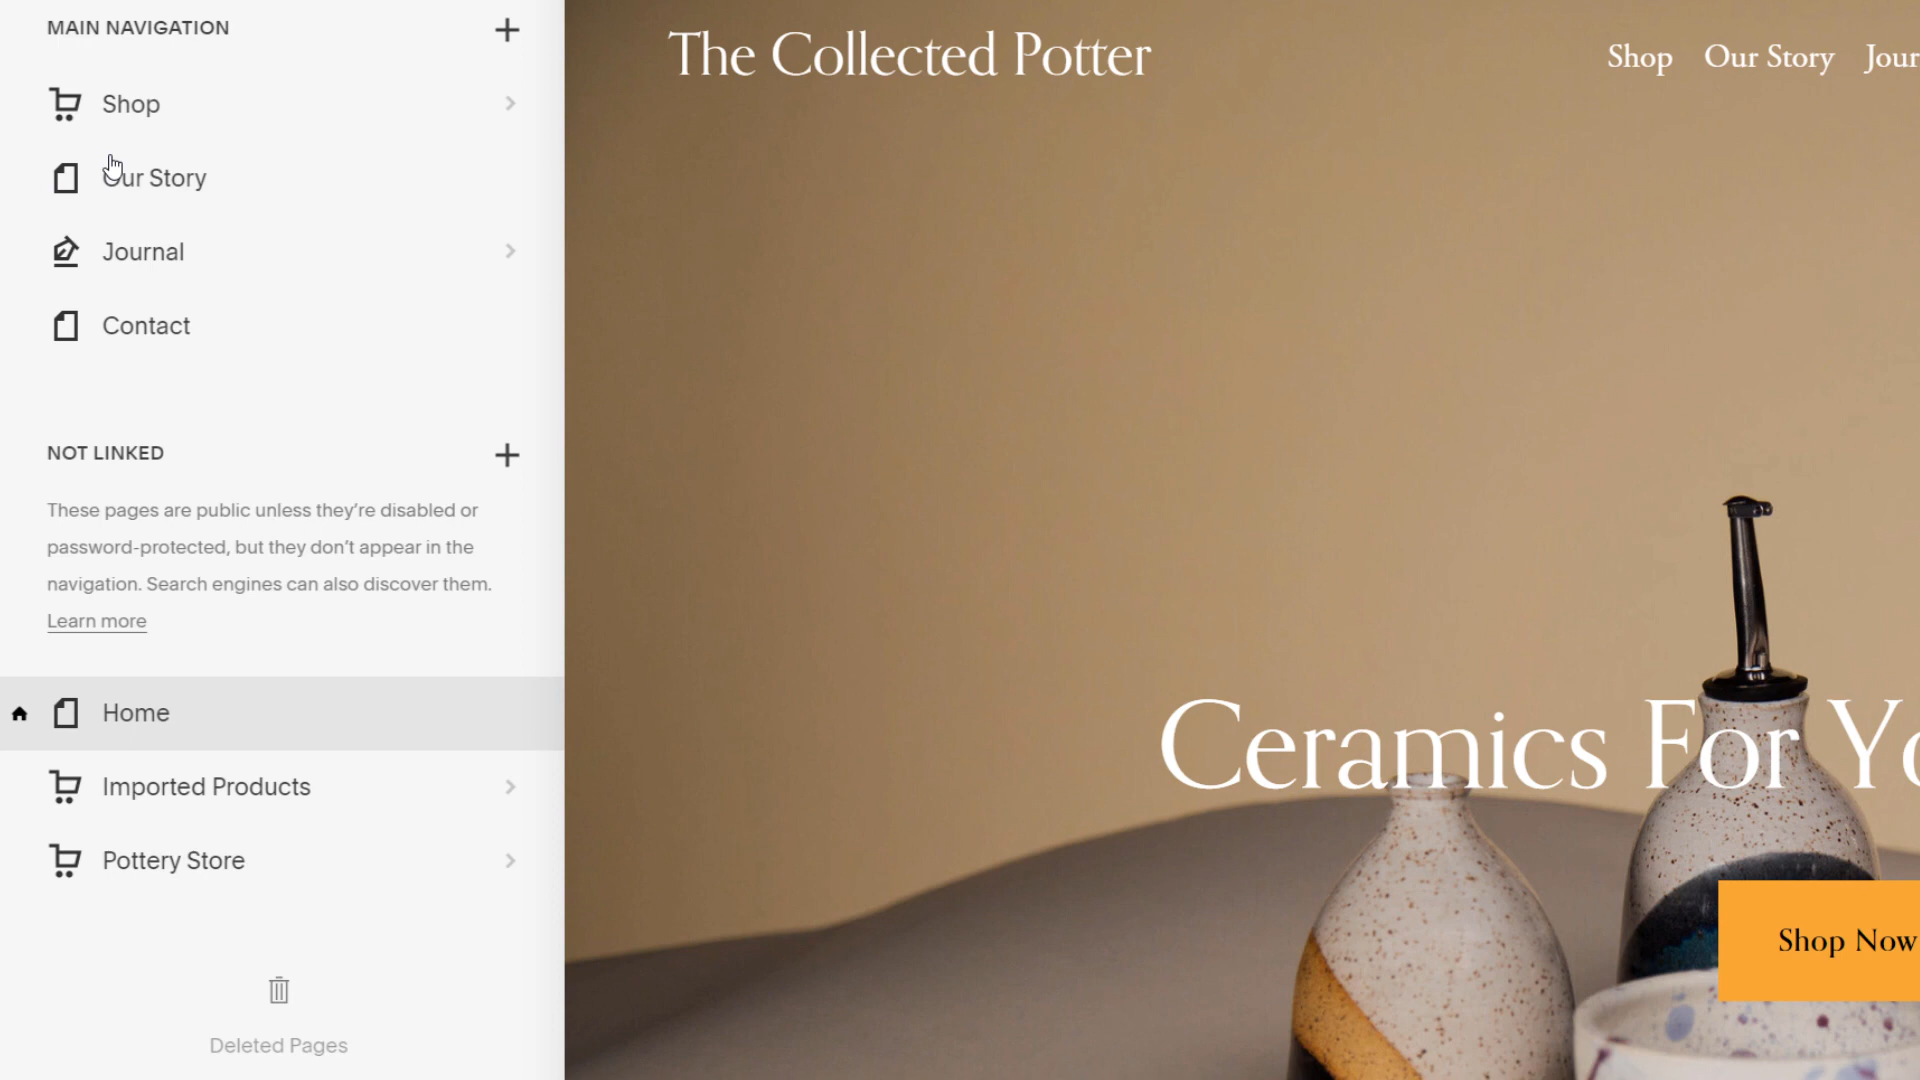 MAIN NAVIGATION
Shop
Our Story
Journal
Contact
NOT LINKED
These pages are public unless they’re disabled or
password-protected, but they don’t appear in the
navigation. Search engines can also discover them.
Learn more
Home
Imported Products
Pottery Store
Deleted Pages
The Collected Potter
Shop Our Story Jour
Ceramics For Yo
Shop Now